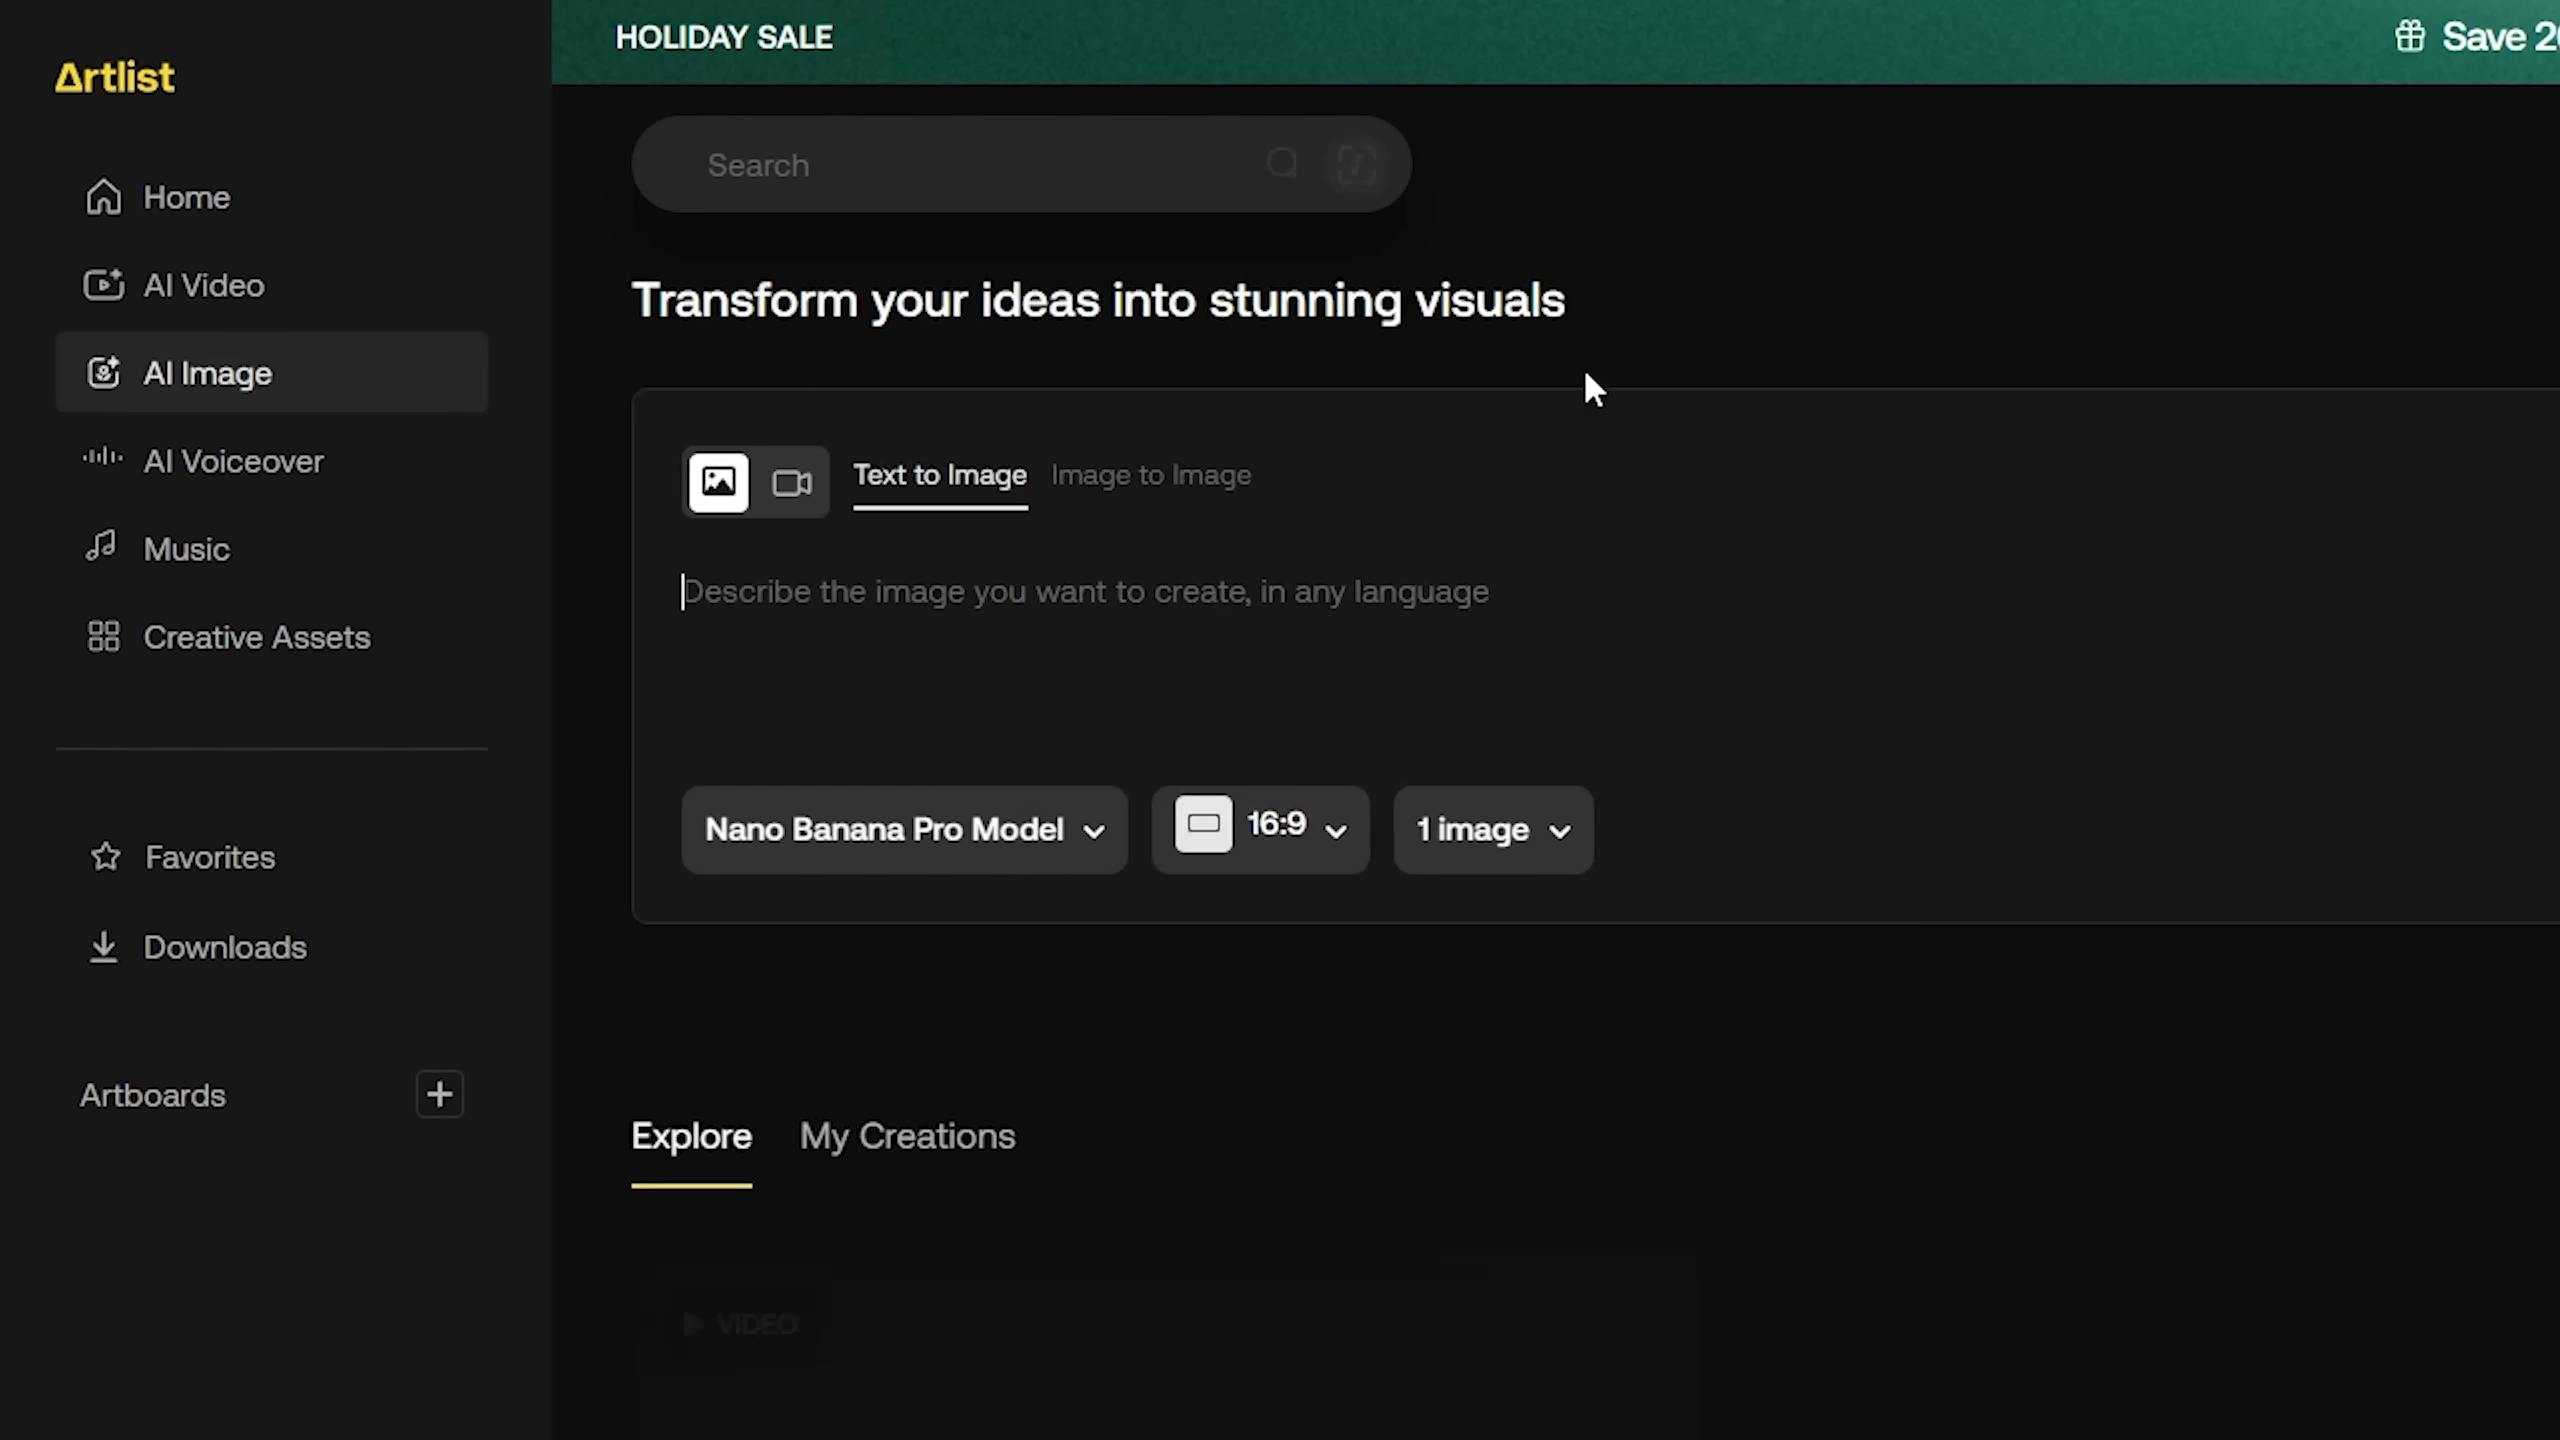 Artlist
Home
AI Video
AI Image
AI Voiceover
Music
Creative Assets
Favorites
Downloads
Artboards
HOLIDAY SALE
Save
Search
Transform your ideas into stunning visuals
Text to Image Image to Image
Describe the image you want to create, in any language
Nano Banana Pro Model 16:9 1 image
Explore My Creations
VIDEO